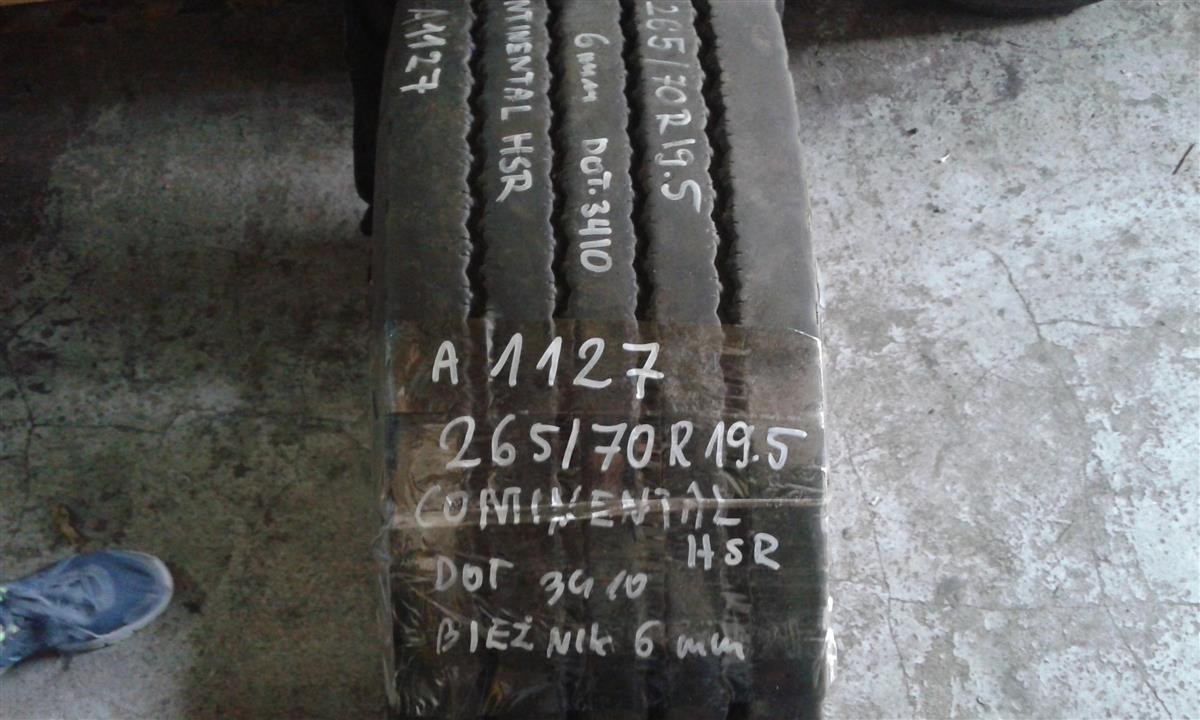 A1127
NTINENTAL HSR
6mm DOT: 3410
265/70R19.5
A 1127
265/70R19.5
CONTINENTAL
HSR
DOT 3410
BIEŻNIK 6 mm